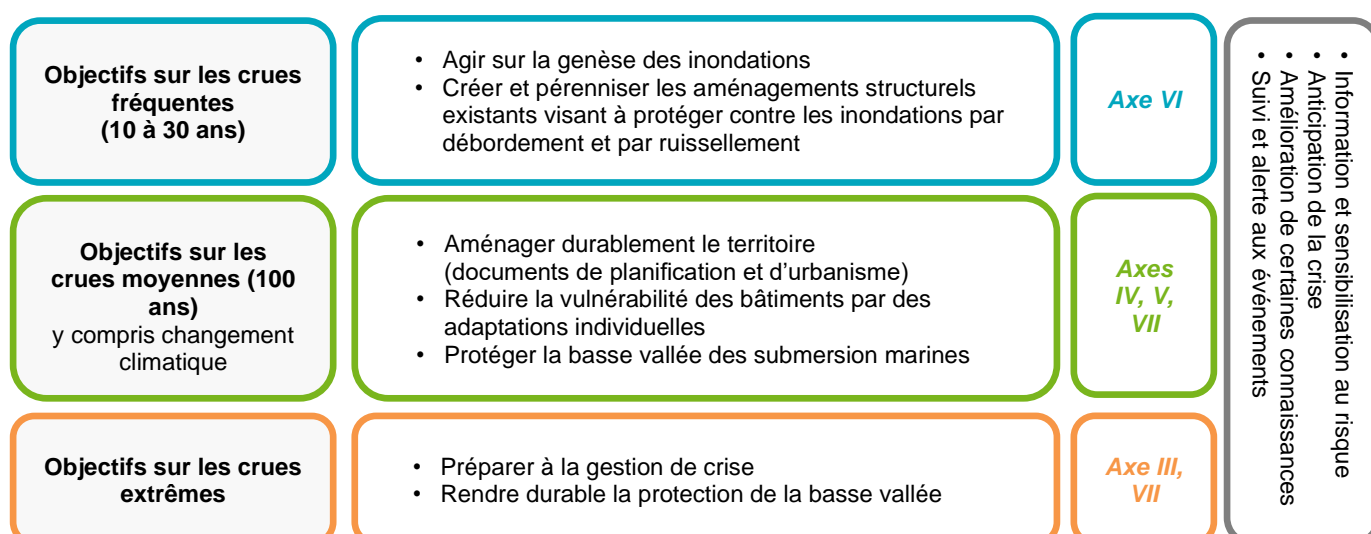 Objectifs sur les crues
fréquentes
(10 à 30 ans)
• Agir sur la genèse des inondations
• Créer et pérenniser les aménagements structurels
existants visant à protéger contre les inondations par
débordement et par ruissellement
Axe VI
Objectifs sur les
crues moyennes (100
ans)
y compris changement
climatique
• Aménager durablement le territoire
(documents de planification et d’urbanisme)
• Réduire la vulnérabilité des bâtiments par des
adaptations individuelles
• Protéger la basse vallée des submersion marines
Axes
IV, V,
VII
Objectifs sur les crues
extrêmes
• Préparer à la gestion de crise
• Rendre durable la protection de la basse vallée
Axe III,
VII
• Information et sensibilisation au risque
• Anticipation de la crise
• Amélioration de certaines connaissances
• Suivi et alerte aux événements